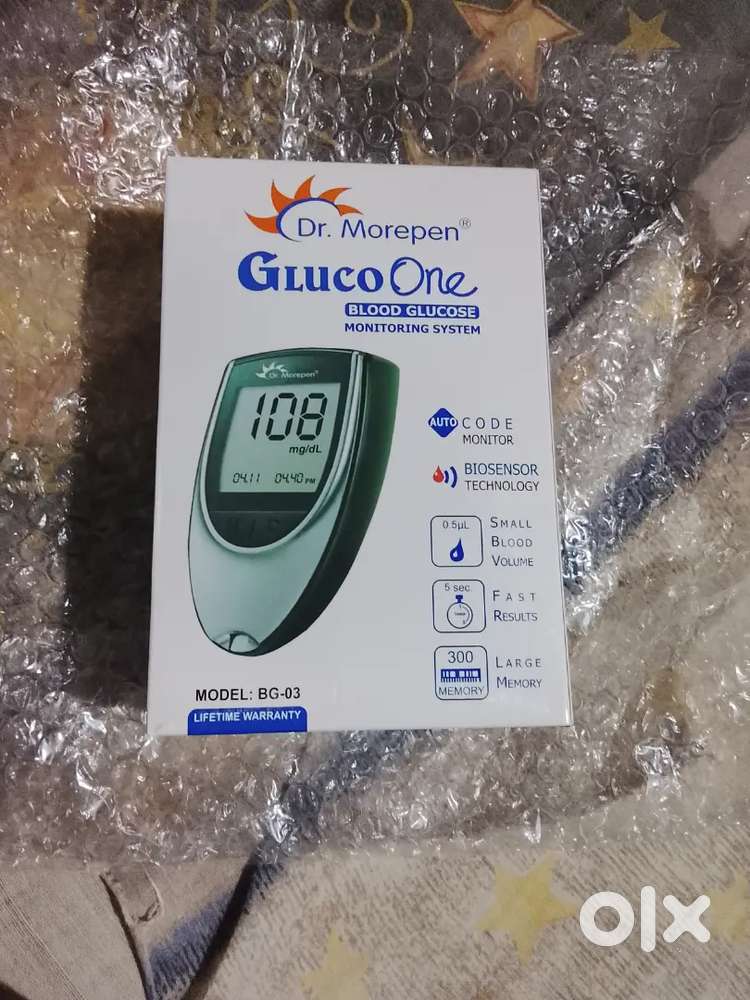 Dr. Morepen®
GLUCO One
BLOOD GLUCOSE
MONITORING SYSTEM
Dr. Morepen®
108
mg/dL
04.11 04.40 PM
AUTO CODE
MONITOR
BIOSENSOR
TECHNOLOGY
0.5µL
SMALL
BLOOD
VOLUME
5 sec.
FAST
RESULTS
300
MEMORY
LARGE
MEMORY
MODEL: BG-03
LIFETIME WARRANTY
olx